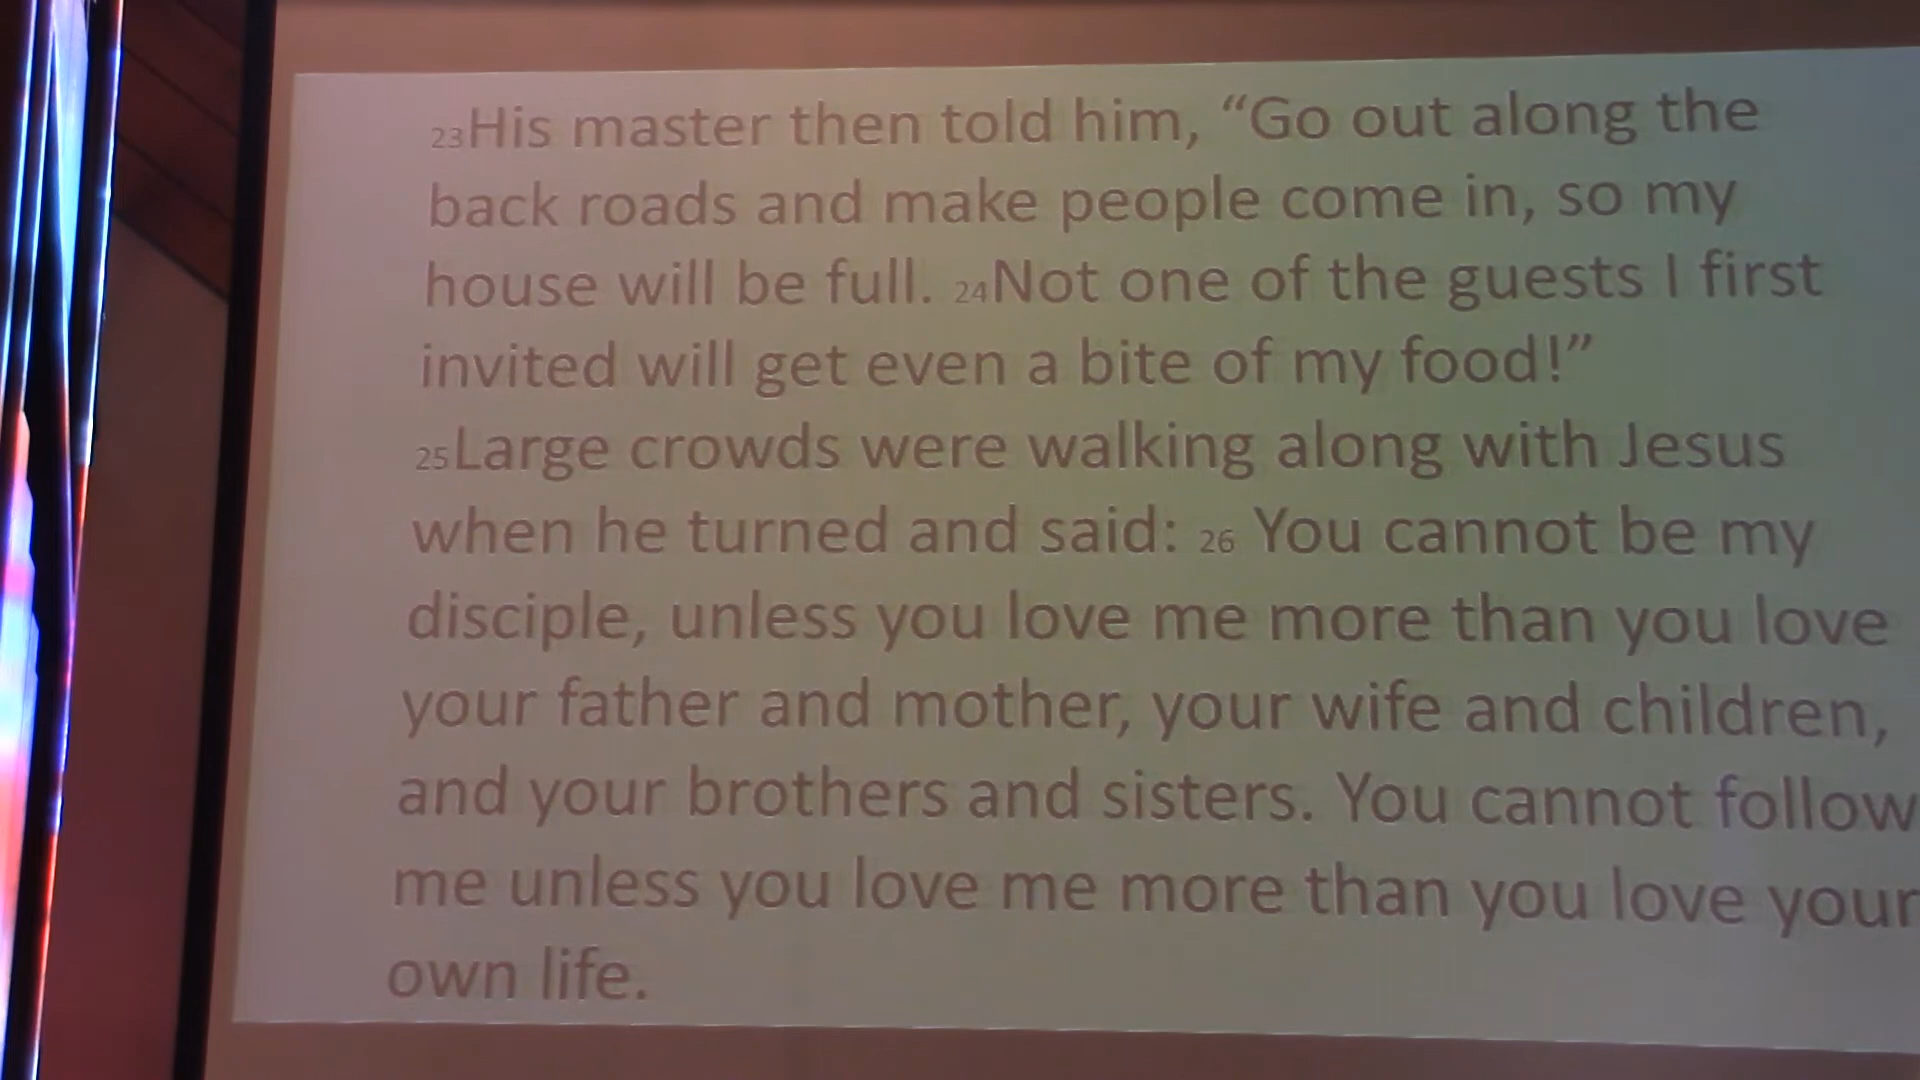 23His master then told him, “Go out along the
back roads and make people come in, so my
house will be full. 24Not one of the guests I first
invited will get even a bite of my food!”
25Large crowds were walking along with Jesus
when he turned and said: 26 You cannot be my
disciple, unless you love me more than you love
your father and mother, your wife and children,
and your brothers and sisters. You cannot follow
me unless you love me more than you love your
own life.